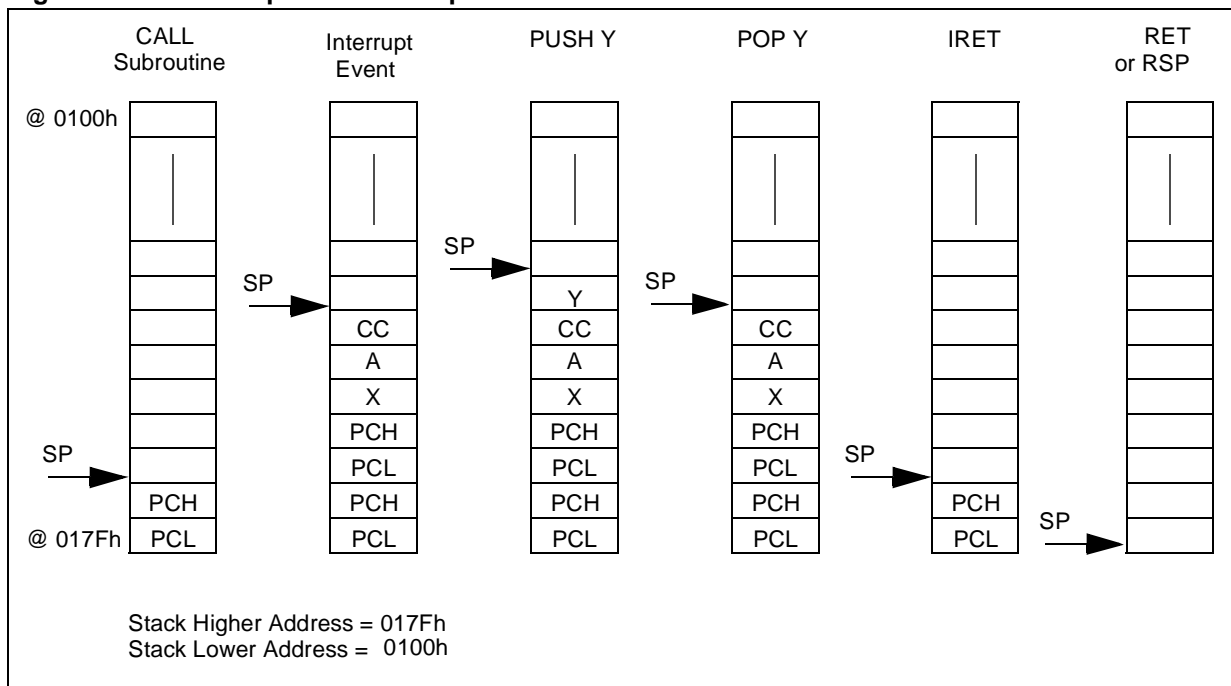 CALL
Subroutine
Interrupt
Event
PUSH Y
POP Y
IRET
RET
or RSP
@ 0100h
SP
SP
SP
SP
SP
SP
PCH
@ 017Fh
PCL
CC
A
X
PCH
PCL
PCH
PCL
Y
CC
A
X
PCH
PCL
PCH
PCL
CC
A
X
PCH
PCL
PCH
PCL
PCH
PCL
Stack Higher Address = 017Fh
Stack Lower Address = 0100h